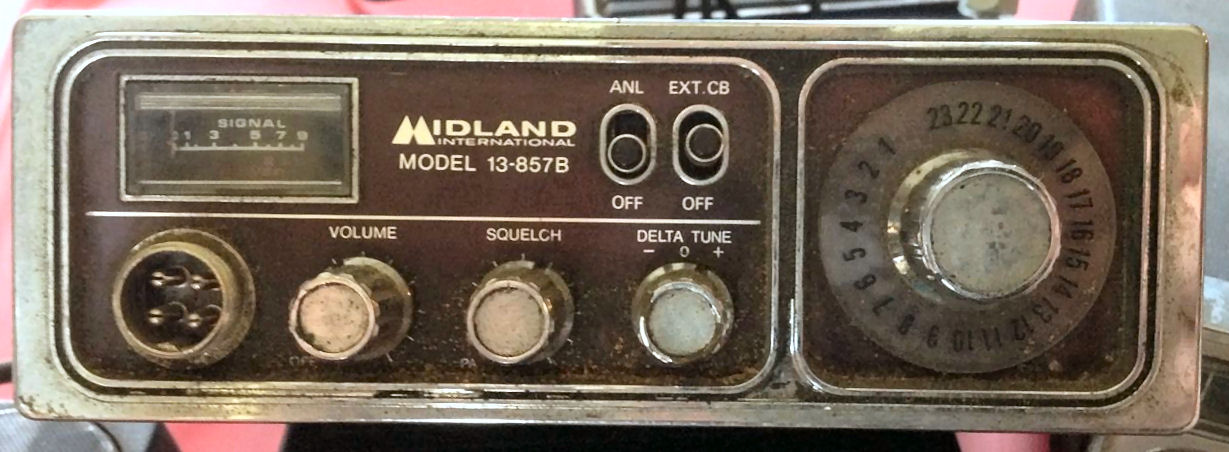 SIGNAL
1 3 5 7 9
MIDLAND
INTERNATIONAL
MODEL 13-857B
ANL EXT.CB
OFF OFF
VOLUME SQUELCH DELTA TUNE
- 0 +
OFF PA
1 2 3 4 5 6 7 8 9 10 11 12 13 14 15 16 17 18 19 20 21 22 23